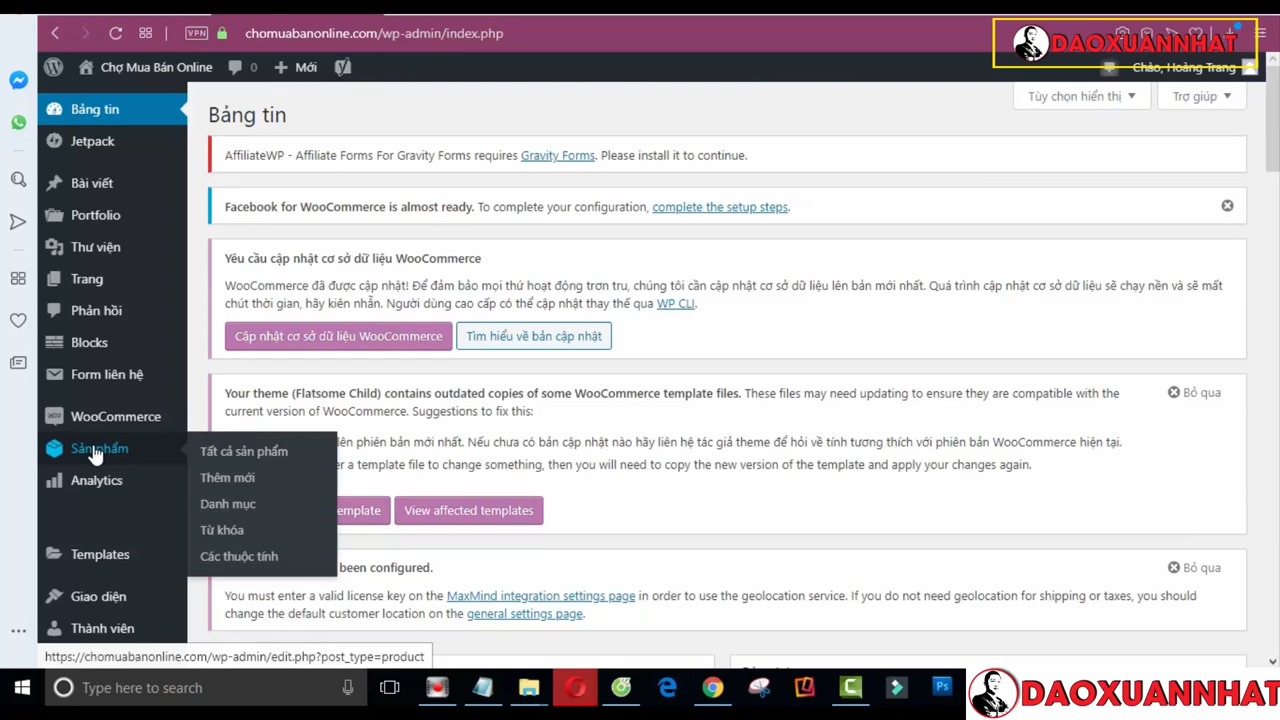 VPN
chomuabanonline.com/wp-admin/index.php
DAOXUANNHAT
Chợ Mua Bán Online
0
Mới
Chào, Hoàng Trang
Bảng tin
Jetpack
Bài viết
Portfolio
Thư viện
Trang
Phản hồi
Blocks
Form liên hệ
WooCommerce
Sản phẩm
Analytics
Templates
Giao diện
Thành viên
Tất cả sản phẩm
Thêm mới
Danh mục
Từ khóa
Các thuộc tính
Tùy chọn hiển thị
Trợ giúp
Bảng tin
AffiliateWP - Affiliate Forms For Gravity Forms requires Gravity Forms. Please install it to continue.
Facebook for WooCommerce is almost ready. To complete your configuration, complete the setup steps.
Yêu cầu cập nhật cơ sở dữ liệu WooCommerce
WooCommerce đã được cập nhật! Để đảm bảo mọi thứ hoạt động trơn tru, chúng tôi cần cập nhật cơ sở dữ liệu lên bản mới nhất. Quá trình cập nhật cơ sở dữ liệu sẽ chạy nền và sẽ mất
chút thời gian, hãy kiên nhẫn. Người dùng cao cấp có thể cập nhật thay thế qua WP CLI.
Cập nhật cơ sở dữ liệu WooCommerce
Tìm hiểu về bản cập nhật
Your theme (Flatsome Child) contains outdated copies of some WooCommerce template files. These files may need updating to ensure they are compatible with the
Bỏ qua
current version of WooCommerce. Suggestions to fix this:
lên phiên bản mới nhất. Nếu chưa có bản cập nhật nào hãy liên hệ tác giả theme để hỏi về tính tương thích với phiên bản WooCommerce hiện tại.
r a template file to change something, then you will need to copy the new version of the template and apply your changes again.
emplate
View affected templates
been configured.
Bỏ qua
You must enter a valid license key on the MaxMind integration settings page in order to use the geolocation service. If you do not need geolocation for shipping or taxes, you should
change the default customer location on the general settings page.
https://chomuabanonline.com/wp-admin/edit.php?post_type=product
Type here to search
Ps
DAOXUANNHAT